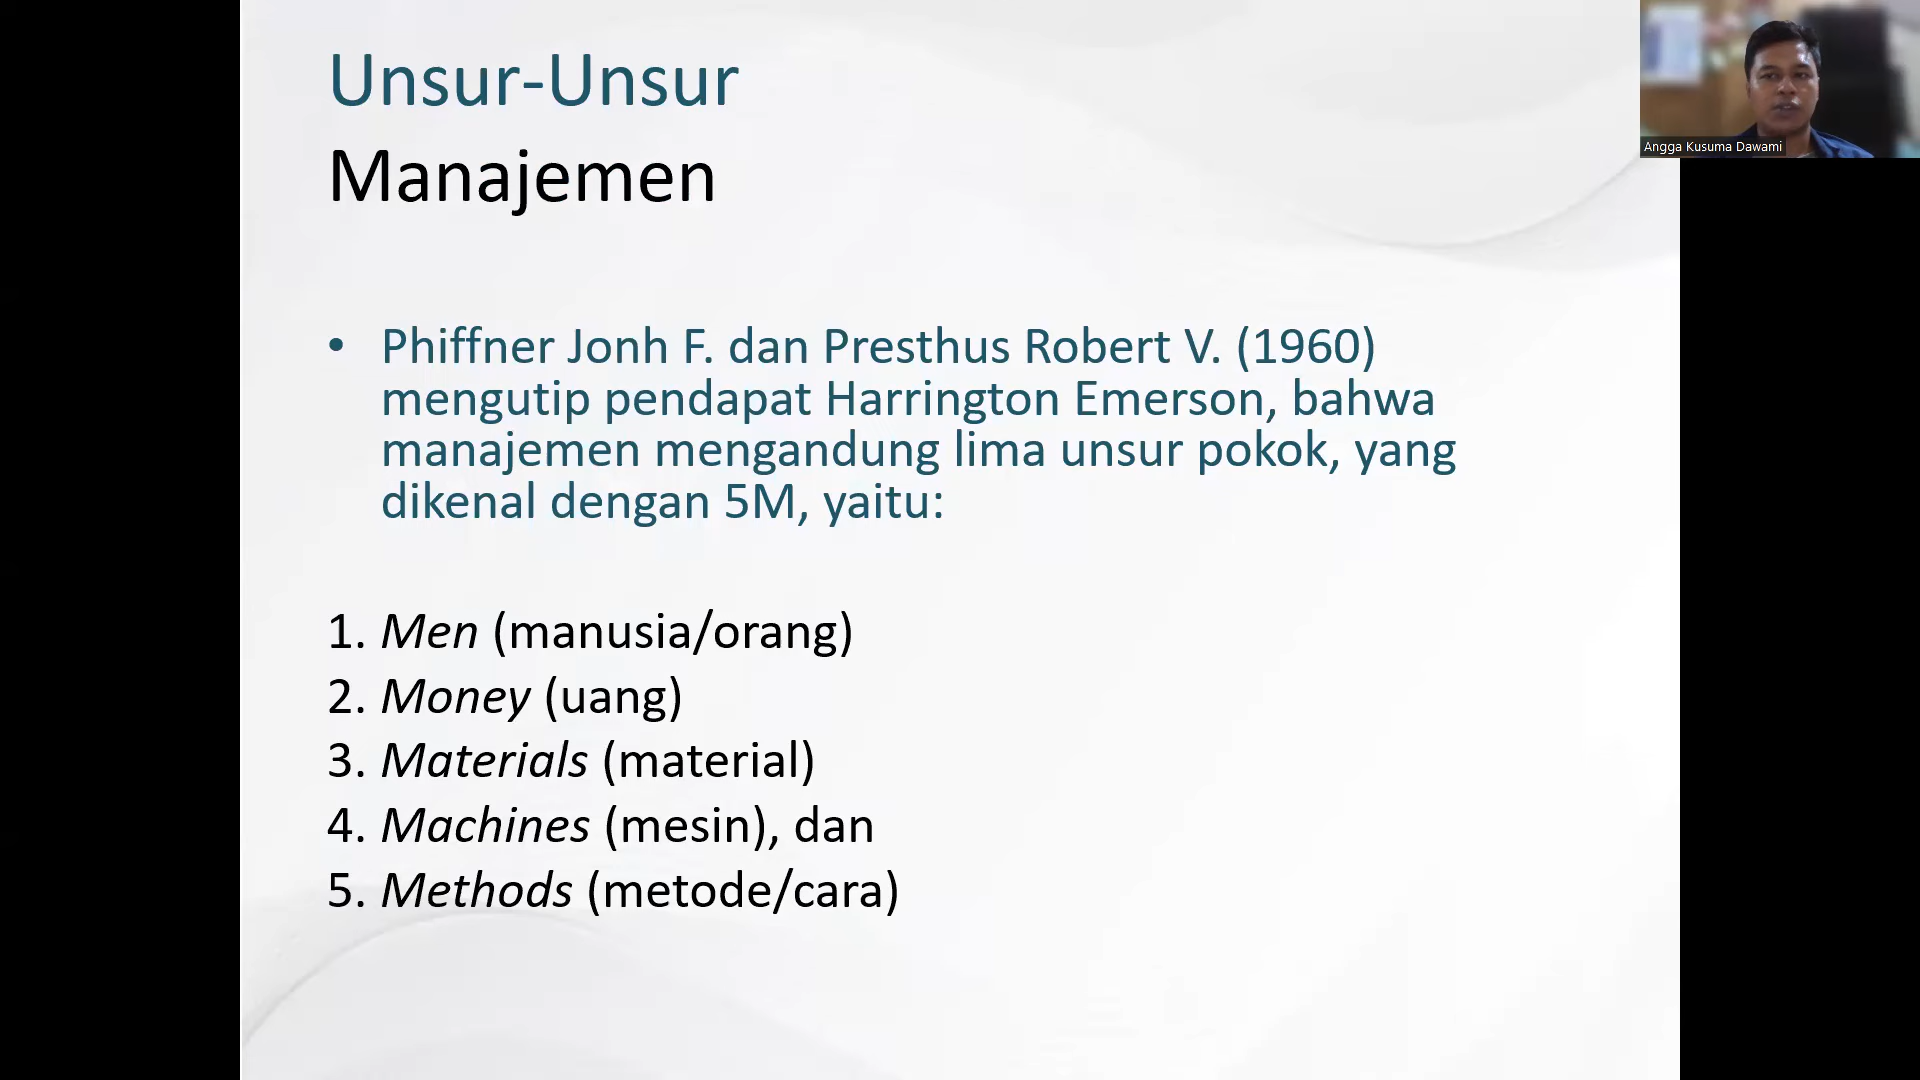 Unsur-Unsur
Manajemen
• Phiffner Jonh F. dan Presthus Robert V. (1960)
mengutip pendapat Harrington Emerson, bahwa
manajemen mengandung lima unsur pokok, yang
dikenal dengan 5M, yaitu:
1. Men (manusia/orang)
2. Money (uang)
3. Materials (material)
4. Machines (mesin), dan
5. Methods (metode/cara)
Angga Kusuma Dawami